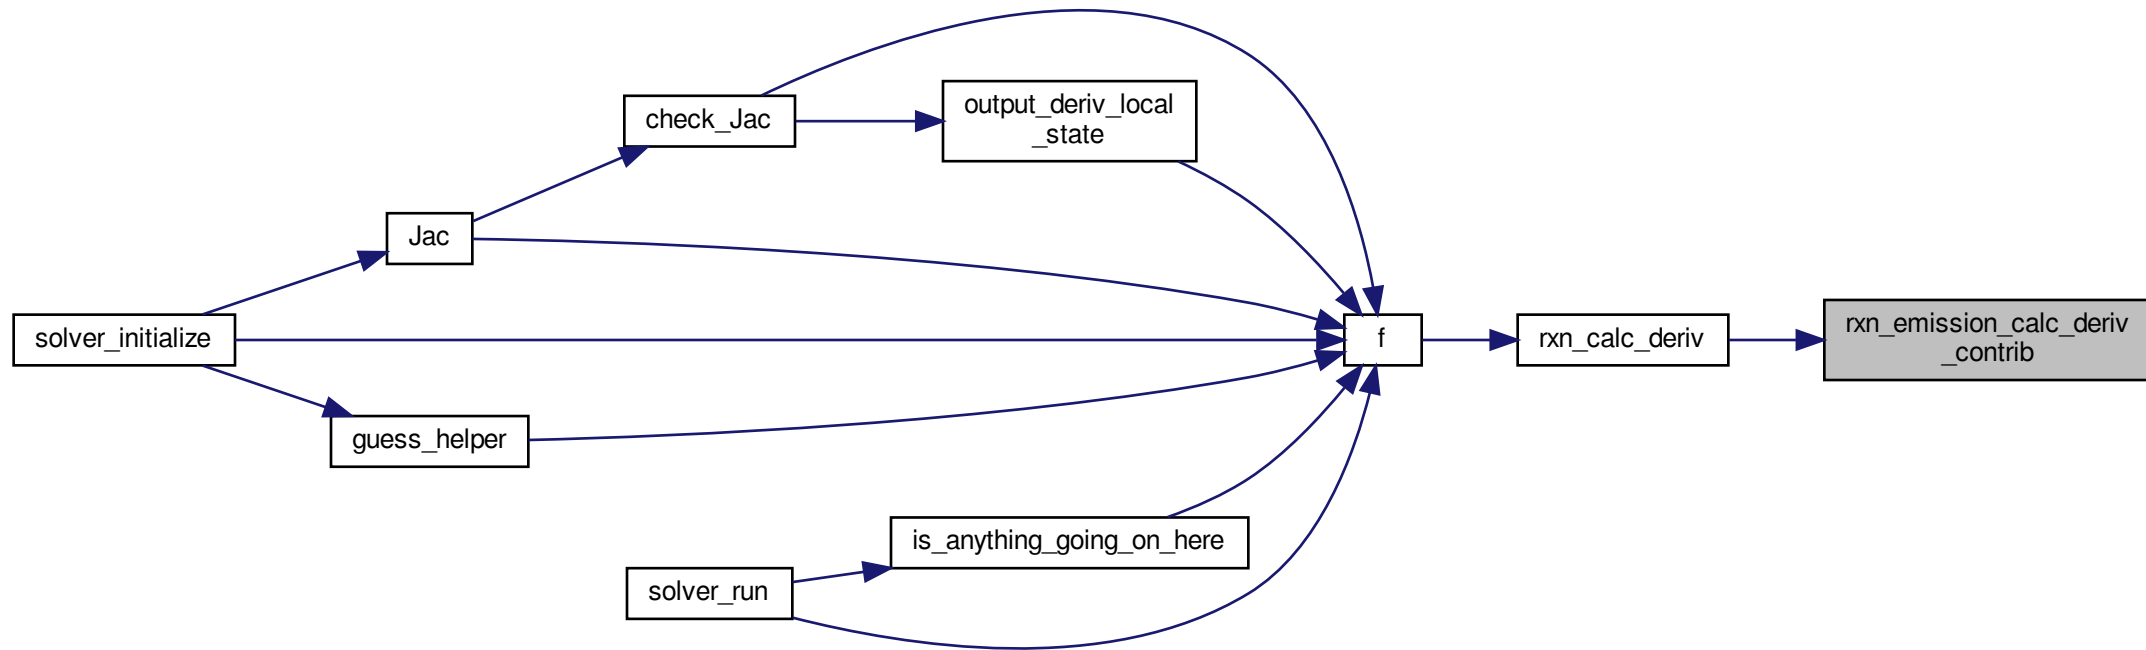 check_Jac
output_deriv_local
_state
Jac
solver_initialize
f
rxn_calc_deriv
rxn_emission_calc_deriv
_contrib
guess_helper
is_anything_going_on_here
solver_run